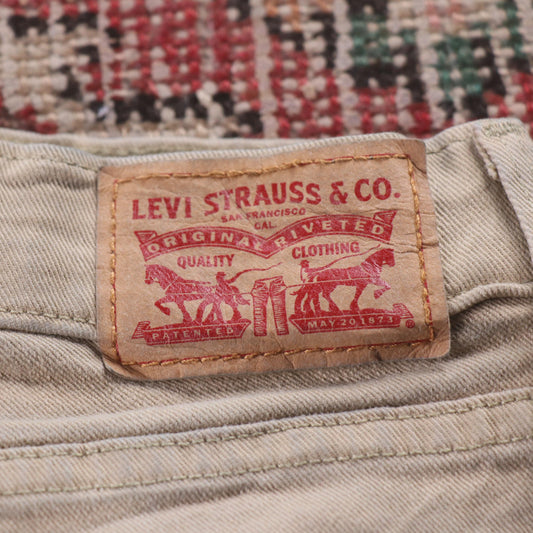 LEVI STRAUSS & CO.
SAN FRANCISCO
CAL.
ORIGINAL RIVETED
QUALITY CLOTHING
PATENTED MAY 20 1873 ®